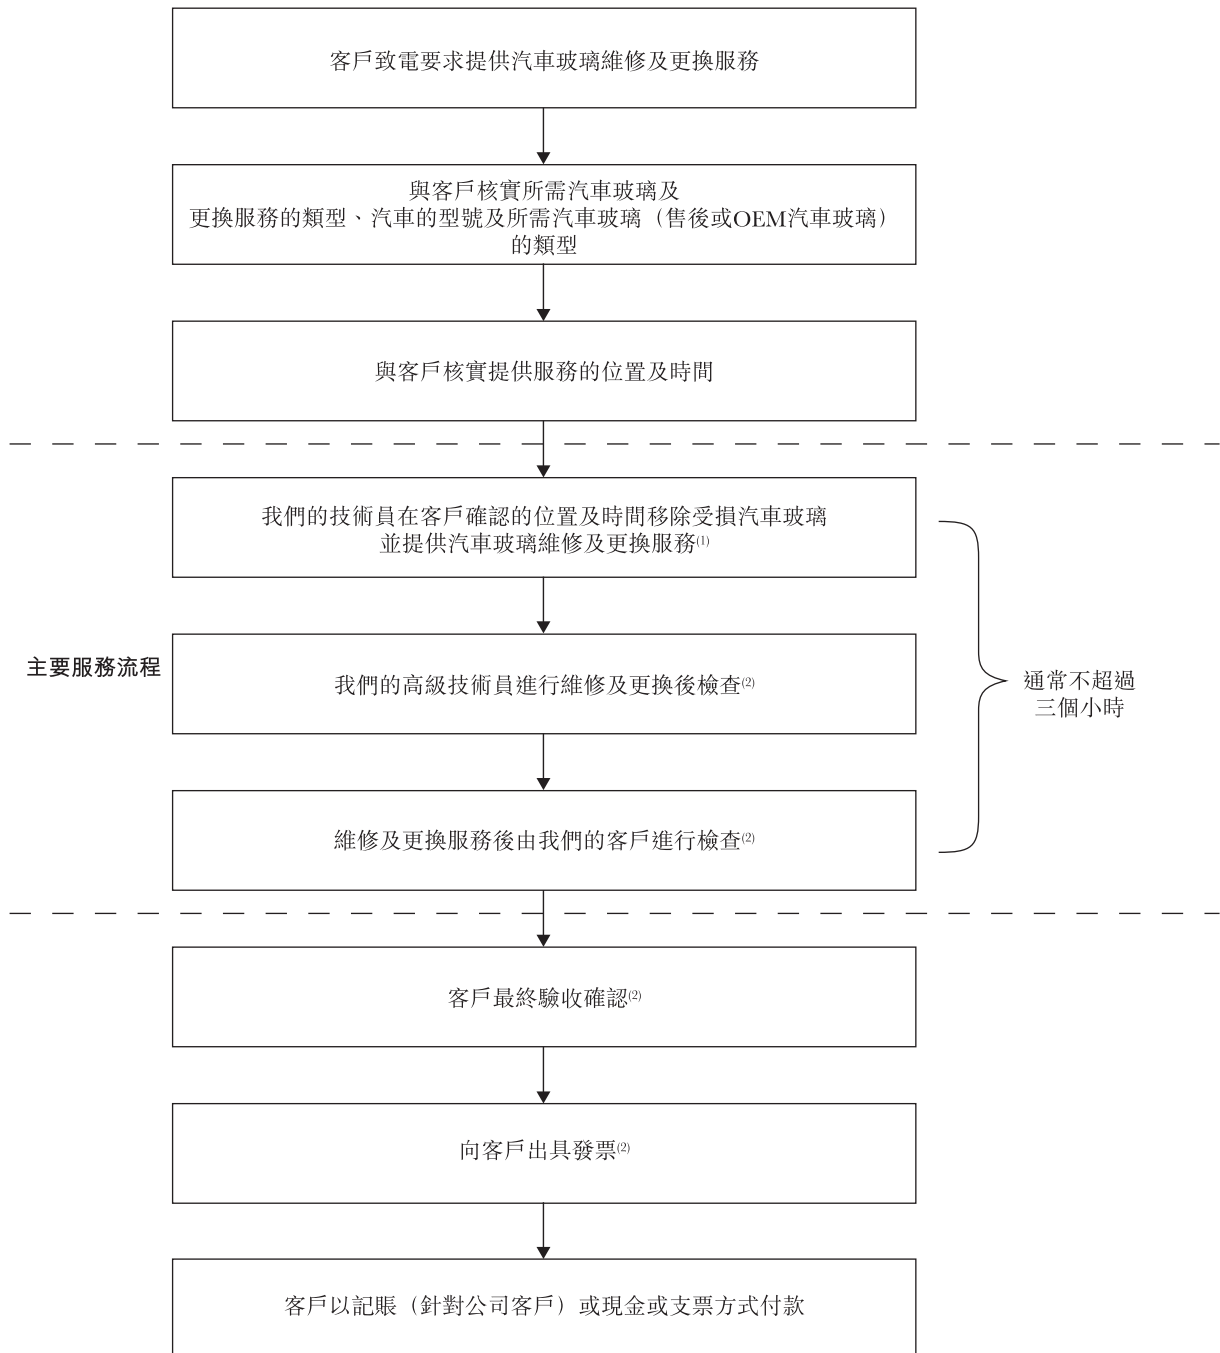 客戶致電要求提供汽車玻璃維修及更換服務
與客戶核實所需汽車玻璃及
更換服務的類型、汽車的型號及所需汽車玻璃（售後或OEM汽車玻璃）
的類型
與客戶核實提供服務的位置及時間
我們的技術員在客戶確認的位置及時間移除受損汽車玻璃
並提供汽車玻璃維修及更換服務(1)
主要服務流程
我們的高級技術員進行維修及更換後檢查(2)
通常不超過
三個小時
維修及更換服務後由我們的客戶進行檢查(2)
客戶最終驗收確認(2)
向客戶出具發票(2)
客戶以記賬（針對公司客戶）或現金或支票方式付款